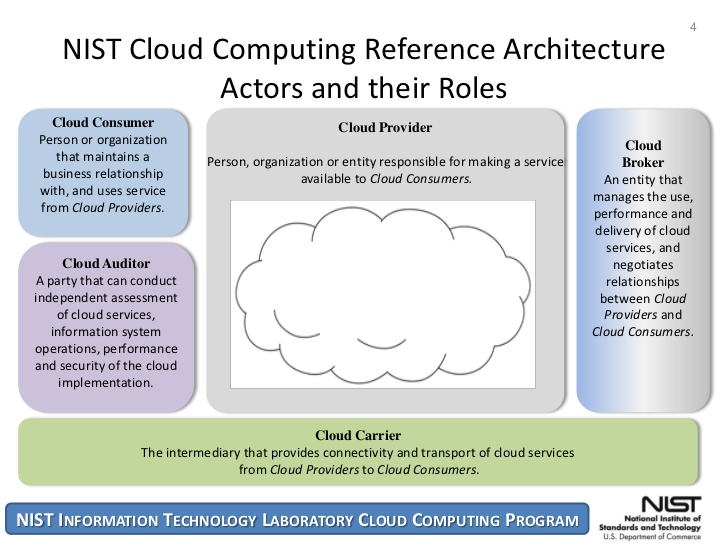 4
NIST Cloud Computing Reference Architecture
Actors and their Roles
Cloud Consumer
Person or organization
that maintains a
business relationship
with, and uses service
from Cloud Providers.
Cloud Auditor
A party that can conduct
independent assessment
of cloud services,
information system
operations, performance
and security of the cloud
implementation.
Cloud Provider
Person, organization or entity responsible for making a service
available to Cloud Consumers.
Cloud
Broker
An entity that
manages the use,
performance and
delivery of cloud
services, and
negotiates
relationships
between Cloud
Providers and
Cloud Consumers.
Cloud Carrier
The intermediary that provides connectivity and transport of cloud services
from Cloud Providers to Cloud Consumers.
NIST INFORMATION TECHNOLOGY LABORATORY CLOUD COMPUTING PROGRAM
NIST
National Institute of
Standards and Technology
U.S. Department of Commerce